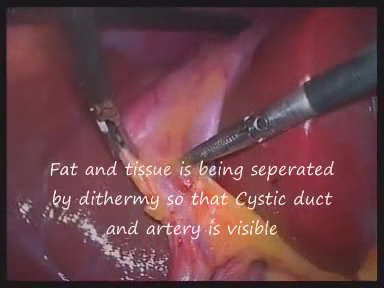 Fat and tissue is being seperated
by dithermy so that Cystic duct
and artery is visible